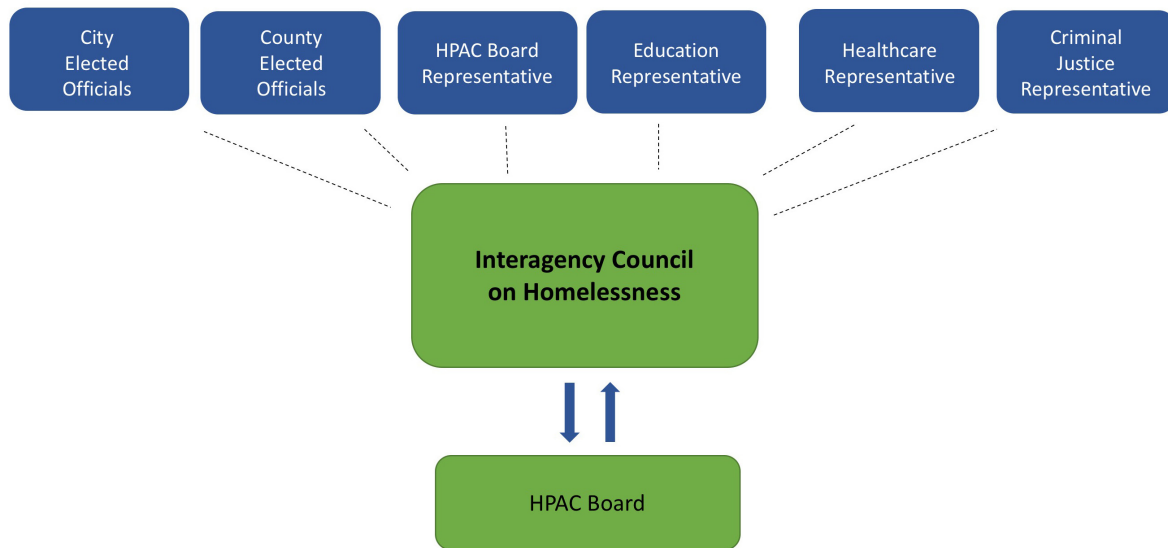 City
Elected
Officials
County
Elected
Officials
HPAC Board
Representative
Education
Representative
Healthcare
Representative
Criminal
Justice
Representative
Interagency Council
on Homelessness
HPAC Board